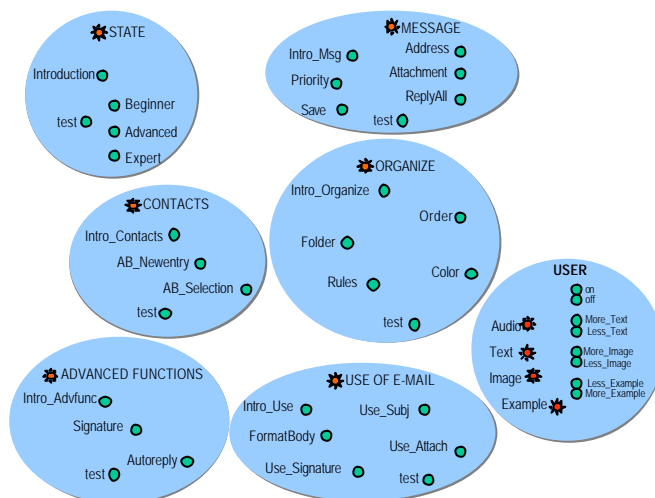 STATE
Introduction
Beginner
test
Advanced
Expert
MESSAGE
Intro_Msg
Address
Priority
Attachment
Save
ReplyAll
test
CONTACTS
Intro_Contacts
AB_Newentry
AB_Selection
test
ORGANIZE
Intro_Organize
Order
Folder
Rules
Color
test
USER
on
off
Audio
More_Text
Less_Text
Text
More_Image
Less_Image
Image
Less_Example
More_Example
Example
ADVANCED FUNCTIONS
Intro_Advfunc
Signature
Autoreply
test
USE OF E-MAIL
Intro_Use
Use_Subj
FormatBody
Use_Attach
Use_Signature
test